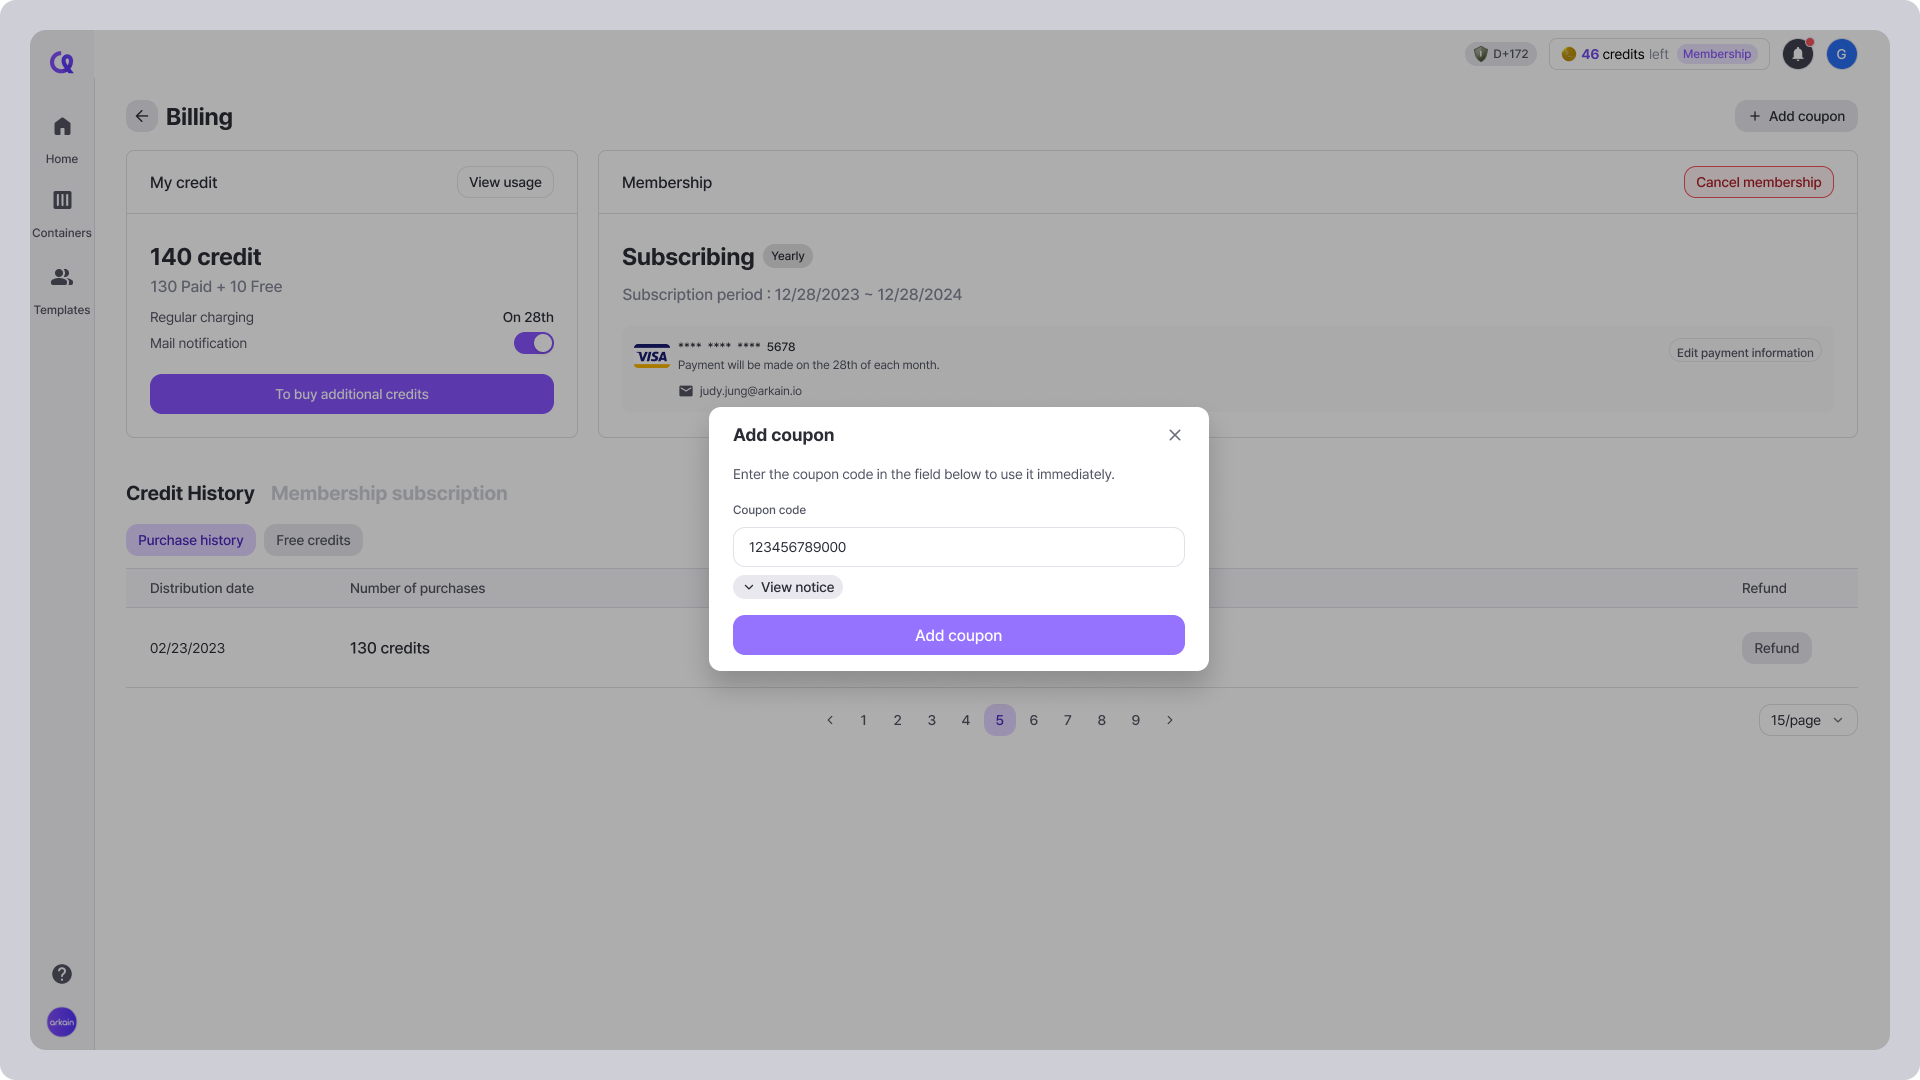 D+172
46 credits left Membership
G
Home
Containers
Templates
arkain
Billing
+ Add coupon
My credit
View usage
140 credit
130 Paid + 10 Free
Regular charging
On 28th
Mail notification
To buy additional credits
Membership
Cancel membership
Subscribing Yearly
Subscription period : 12/28/2023 ~ 12/28/2024
VISA
**** **** **** 5678
Payment will be made on the 28th of each month.
judy.jung@arkain.io
Edit payment information
Add coupon
Enter the coupon code in the field below to use it immediately.
Coupon code
123456789000
View notice
Add coupon
Credit History Membership subscription
Purchase history Free credits
Distribution date Number of purchases Refund
02/23/2023 130 credits Refund
1 2 3 4 5 6 7 8 9
15/page